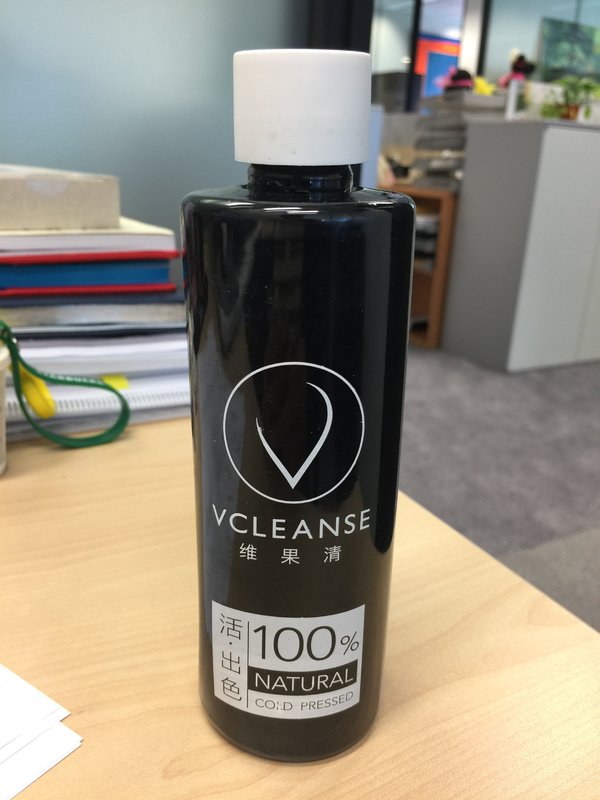 VCLEANSE
维果清
活·出色
100%
NATURAL
COLD PRESSED